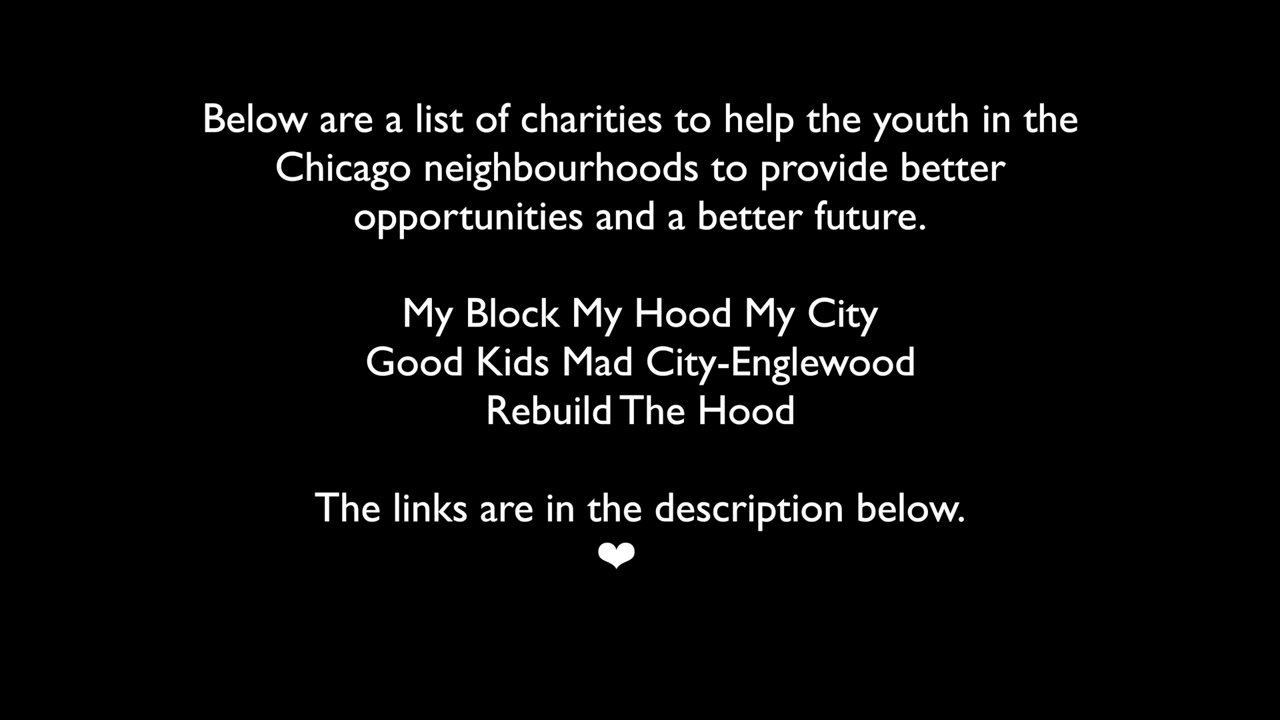 Below are a list of charities to help the youth in the
Chicago neighbourhoods to provide better
opportunities and a better future.
My Block My Hood My City
Good Kids Mad City-Englewood
Rebuild The Hood
The links are in the description below.
❤